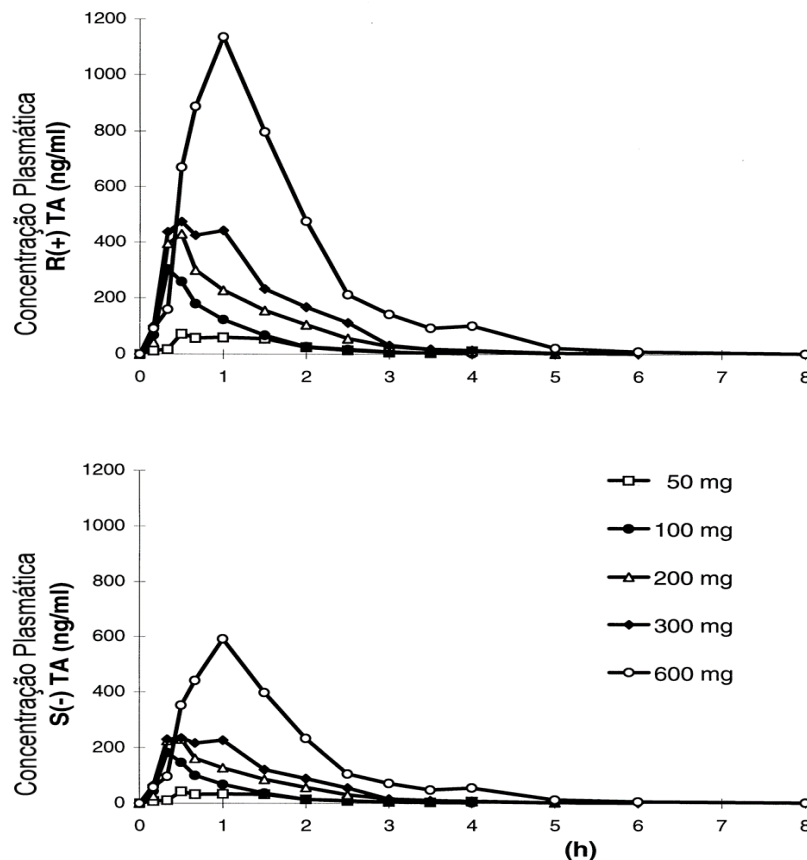 Concentração Plasmática
R(+) TA (ng/ml)
1200
1000
800
600
400
200
0
0 1 2 3 4 5 6 7 8
Concentração Plasmática
S(-) TA (ng/ml)
1200
1000
800
600
400
200
0
0 1 2 3 4 5 6 7 8
(h)
50 mg
100 mg
200 mg
300 mg
600 mg